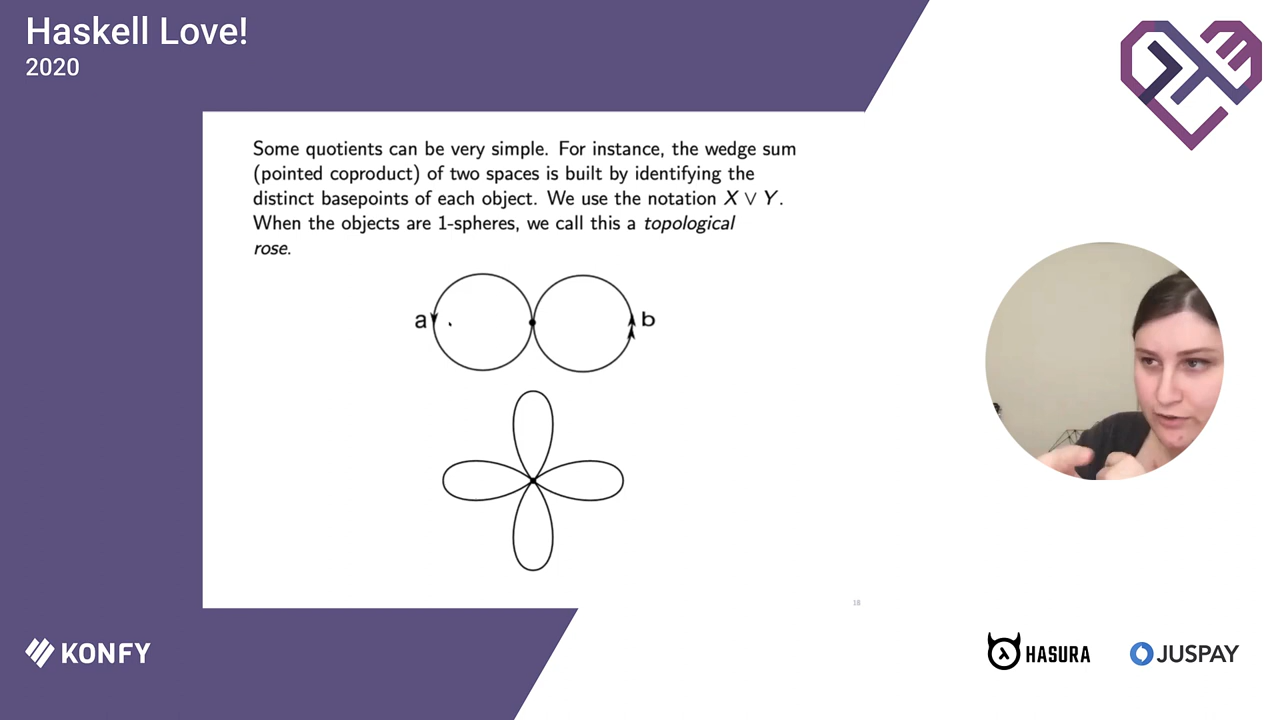 Haskell Love!
2020
Some quotients can be very simple. For instance, the wedge sum
(pointed coproduct) of two spaces is built by identifying the
distinct basepoints of each object. We use the notation X ∨ Y.
When the objects are 1-spheres, we call this a topological
rose.
a
b
18
KONFY
HASURA
JUSPAY